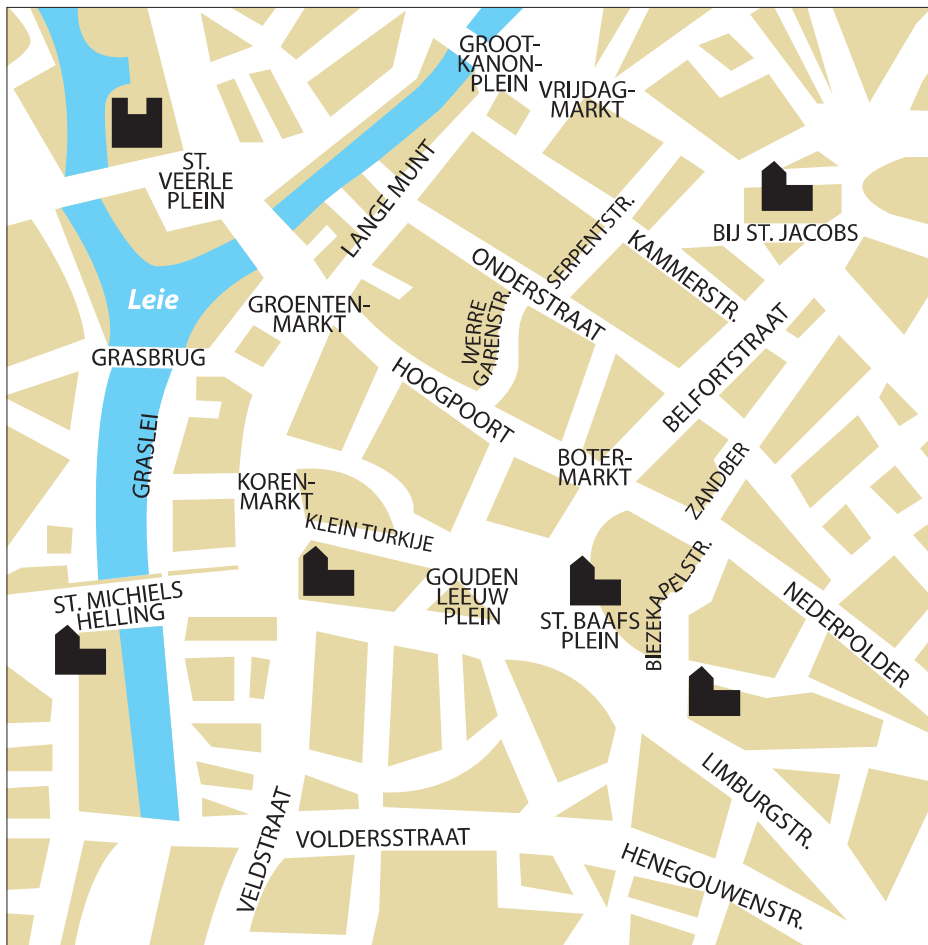 GROOT-
KANON-
PLEIN
VRIJDAG-
MARKT
ST.
VEERLE
PLEIN
LANGE MUNT
SERPENTSTR.
KAMMERSTR.
BIJ ST. JACOBS
ONDERSTRAAT
Leie
GROENTEN-
MARKT
WERRE
GARENSTR.
GRASBRUG
HOOGPOORT
BELFORTSTRAAT
GRASLEI
KOREN-
MARKT
BOTER-
MARKT
ZANDBER
KLEIN TURKIJE
GOUDEN
LEEUW
PLEIN
ST. BAAFS
PLEIN
BIEZEKAPELSTR.
NEDERPOLDER
ST. MICHIELS
HELLING
LIMBURGSTR.
VELDSTRAAT
VOLDERSSTRAAT
HENEGOUWENSTR.